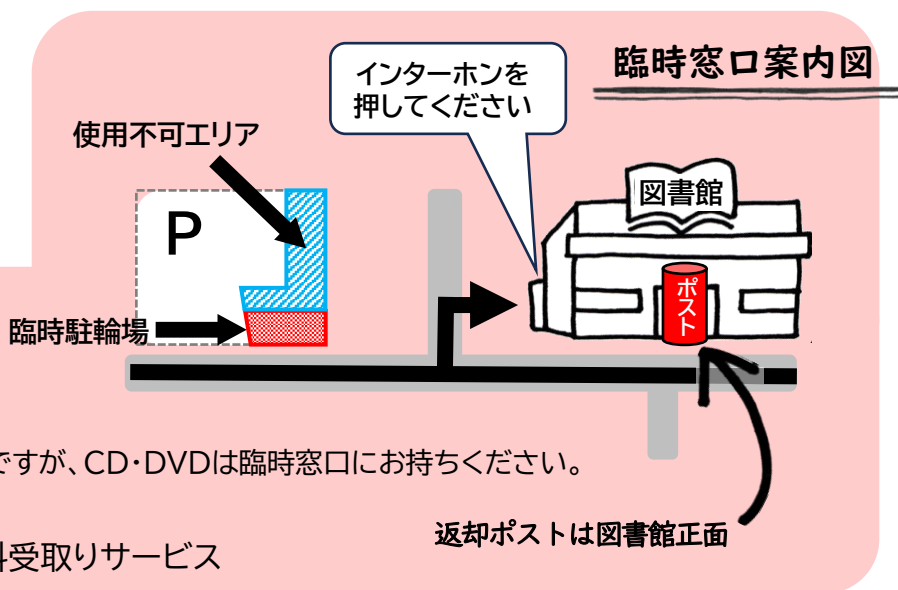 臨時窓口案内図
インターホンを
押してください
使用不可エリア
図書館
P
ポスト
臨時駐輪場
ですが、CD・DVDは臨時窓口にお持ちください。
返却ポストは図書館正面
受取りサービス